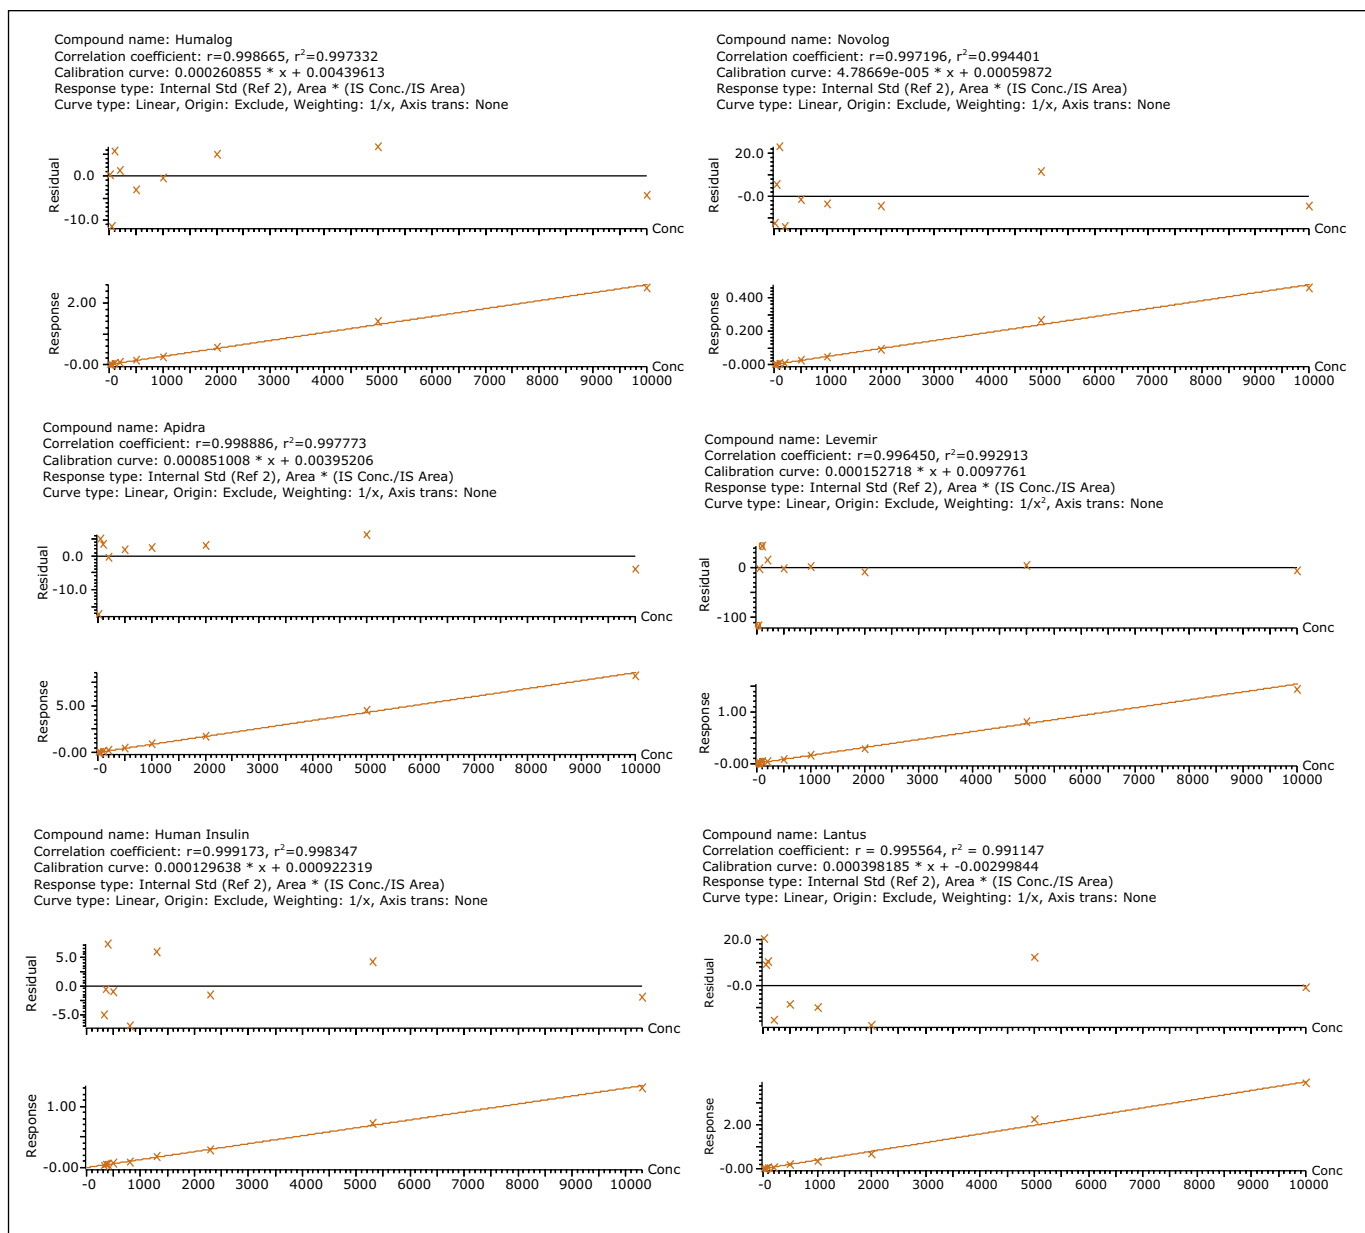 Compound name: Humalog
Correlation coefficient: r=0.998665, r²=0.997332
Calibration curve: 0.000260855 * x + 0.00439613
Response type: Internal Std (Ref 2), Area * (IS Conc./IS Area)
Curve type: Linear, Origin: Exclude, Weighting: 1/x, Axis trans: None
Residual
0.0
-10.0
Conc
Response
2.00
-0.00
Conc
-0 1000 2000 3000 4000 5000 6000 7000 8000 9000 10000
Compound name: Novolog
Correlation coefficient: r=0.997196, r²=0.994401
Calibration curve: 4.78669e-005 * x + 0.00059872
Response type: Internal Std (Ref 2), Area * (IS Conc./IS Area)
Curve type: Linear, Origin: Exclude, Weighting: 1/x, Axis trans: None
Residual
20.0
-0.0
Conc
Response
0.400
0.200
-0.000
Conc
-0 1000 2000 3000 4000 5000 6000 7000 8000 9000 10000
Compound name: Apidra
Correlation coefficient: r=0.998886, r²=0.997773
Calibration curve: 0.000851008 * x + 0.00395206
Response type: Internal Std (Ref 2), Area * (IS Conc./IS Area)
Curve type: Linear, Origin: Exclude, Weighting: 1/x, Axis trans: None
Residual
0.0
-10.0
Conc
Response
5.00
-0.00
Conc
-0 1000 2000 3000 4000 5000 6000 7000 8000 9000 10000
Compound name: Levemir
Correlation coefficient: r=0.996450, r²=0.992913
Calibration curve: 0.000152718 * x + 0.0097761
Response type: Internal Std (Ref 2), Area * (IS Conc./IS Area)
Curve type: Linear, Origin: Exclude, Weighting: 1/x², Axis trans: None
Residual
0
-100
Conc
Response
1.00
-0.00
Conc
-0 1000 2000 3000 4000 5000 6000 7000 8000 9000 10000
Compound name: Human Insulin
Correlation coefficient: r=0.999173, r²=0.998347
Calibration curve: 0.000129638 * x + 0.000922319
Response type: Internal Std (Ref 2), Area * (IS Conc./IS Area)
Curve type: Linear, Origin: Exclude, Weighting: 1/x, Axis trans: None
Residual
5.0
0.0
-5.0
Conc
Response
1.00
-0.00
Conc
-0 1000 2000 3000 4000 5000 6000 7000 8000 9000 10000
Compound name: Lantus
Correlation coefficient: r = 0.995564, r² = 0.991147
Calibration curve: 0.000398185 * x + -0.00299844
Response type: Internal Std (Ref 2), Area * (IS Conc./IS Area)
Curve type: Linear, Origin: Exclude, Weighting: 1/x, Axis trans: None
Residual
20.0
-0.0
Conc
Response
2.00
-0.00
Conc
-0 1000 2000 3000 4000 5000 6000 7000 8000 9000 10000